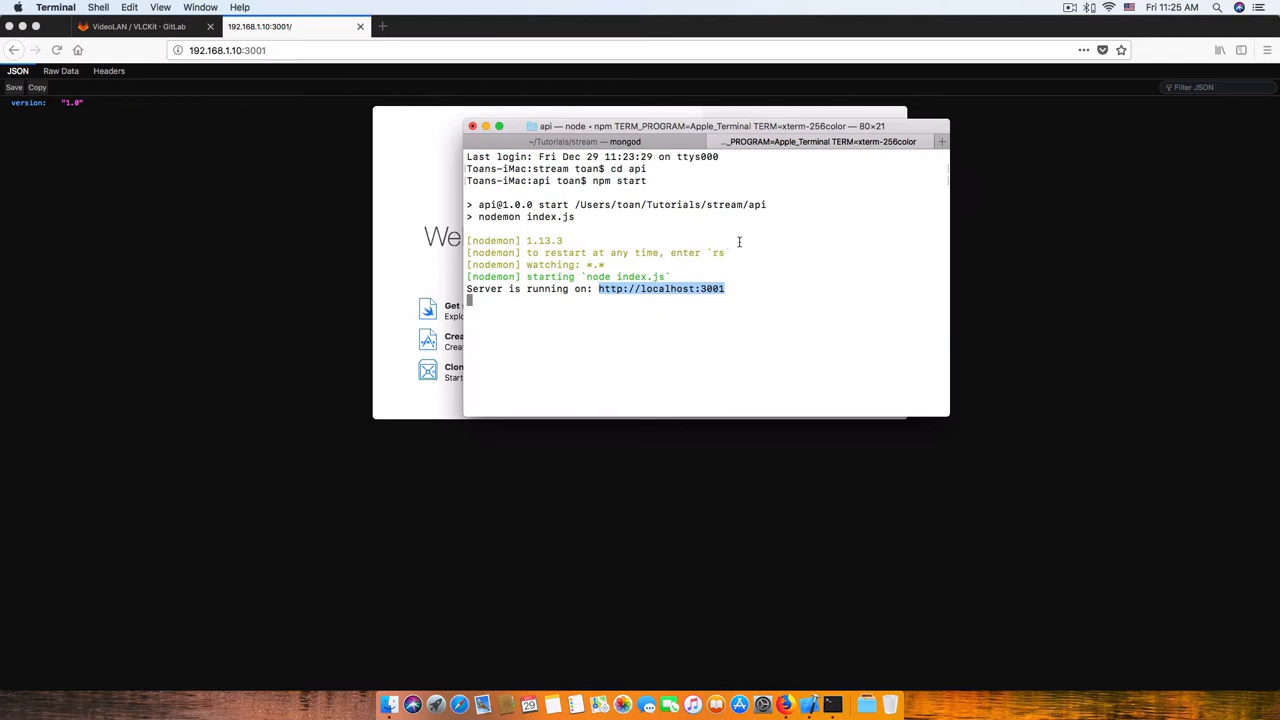 Terminal Shell Edit View Window Help Fri 11:25 AM
VideoLAN / VLCKit · GitLab
192.168.1.10:3001/
192.168.1.10:3001
JSON Raw Data Headers
Save Copy Filter JSON
version: "1.0"
api — node • npm TERM_PROGRAM=Apple_Terminal TERM=xterm-256color — 80×21
~/Tutorials/stream — mongod
..._PROGRAM=Apple_Terminal TERM=xterm-256color
Last login: Fri Dec 29 11:23:29 on ttys000
[Toans-iMac:stream toan$ cd api ]
[Toans-iMac:api toan$ npm start ]
> api@1.0.0 start /Users/toan/Tutorials/stream/api
> nodemon index.js
[nodemon] 1.13.3
[nodemon] to restart at any time, enter `rs`
[nodemon] watching: *.*
[nodemon] starting `node index.js`
Server is running on: http://localhost:3001
We
Get
Explo
Crea
Creat
Clon
Start
29